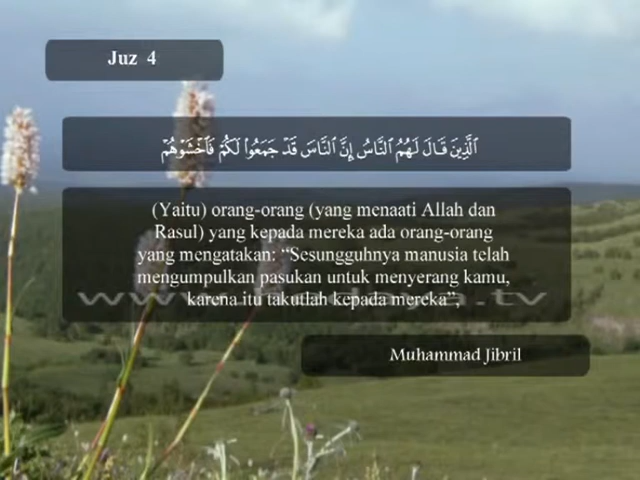 Juz 4
ٱلَّذِينَ قَالَ لَهُمُ ٱلنَّاسُ إِنَّ ٱلنَّاسَ قَدْ جَمَعُوا۟ لَكُمْ فَٱخْشَوْهُمْ
(Yaitu) orang-orang (yang menaati Allah dan
Rasul) yang kepada mereka ada orang-orang
yang mengatakan: “Sesungguhnya manusia telah
mengumpulkan pasukan untuk menyerang kamu,
karena itu takutlah kepada mereka”,
Muhammad Jibril